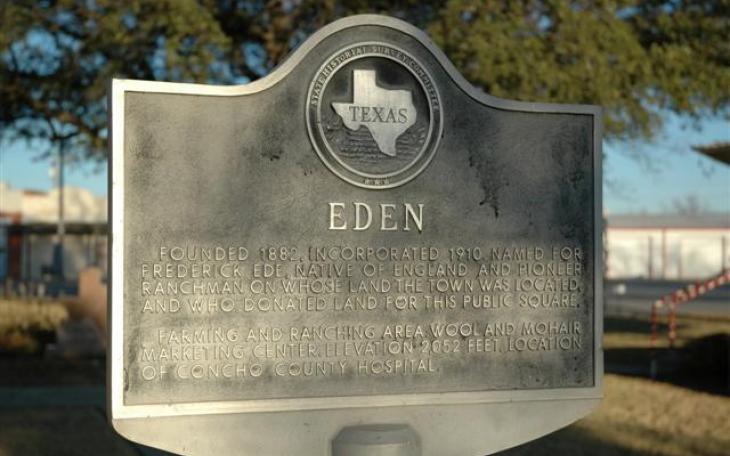 STATE HISTORICAL SURVEY COMMITTEE
TEXAS
EDEN
FOUNDED 1882, INCORPORATED 1910. NAMED FOR
FREDERICK EDE, NATIVE OF ENGLAND AND PIONEER
RANCHMAN ON WHOSE LAND THE TOWN WAS LOCATED,
AND WHO DONATED LAND FOR THIS PUBLIC SQUARE.
FARMING AND RANCHING AREA, WOOL AND MOHAIR
MARKETING CENTER. ELEVATION 2,052 FEET. LOCATION
OF CONCHO COUNTY HOSPITAL.